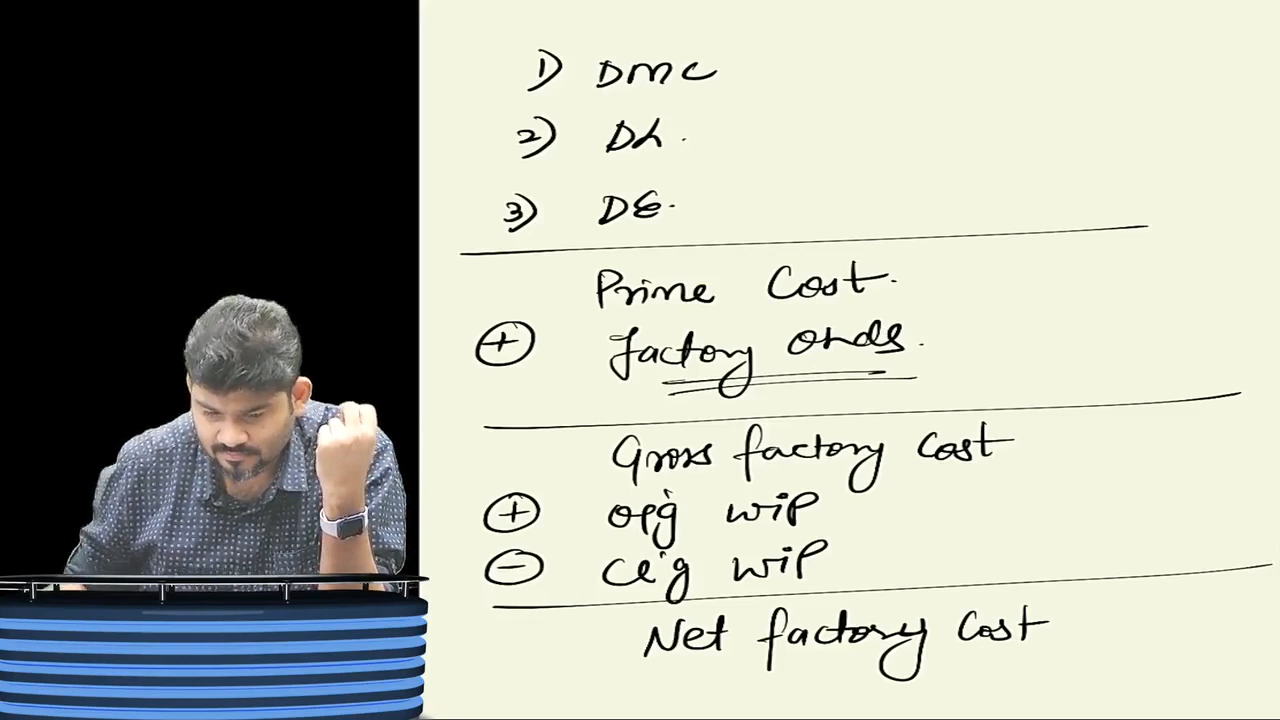 1) DMC
2) DL.
3) DE.
Prime Cost.
+ factory OHDS.
Gross factory Cost
+ opg WIP
- Cl'g WIP
Net factory Cost